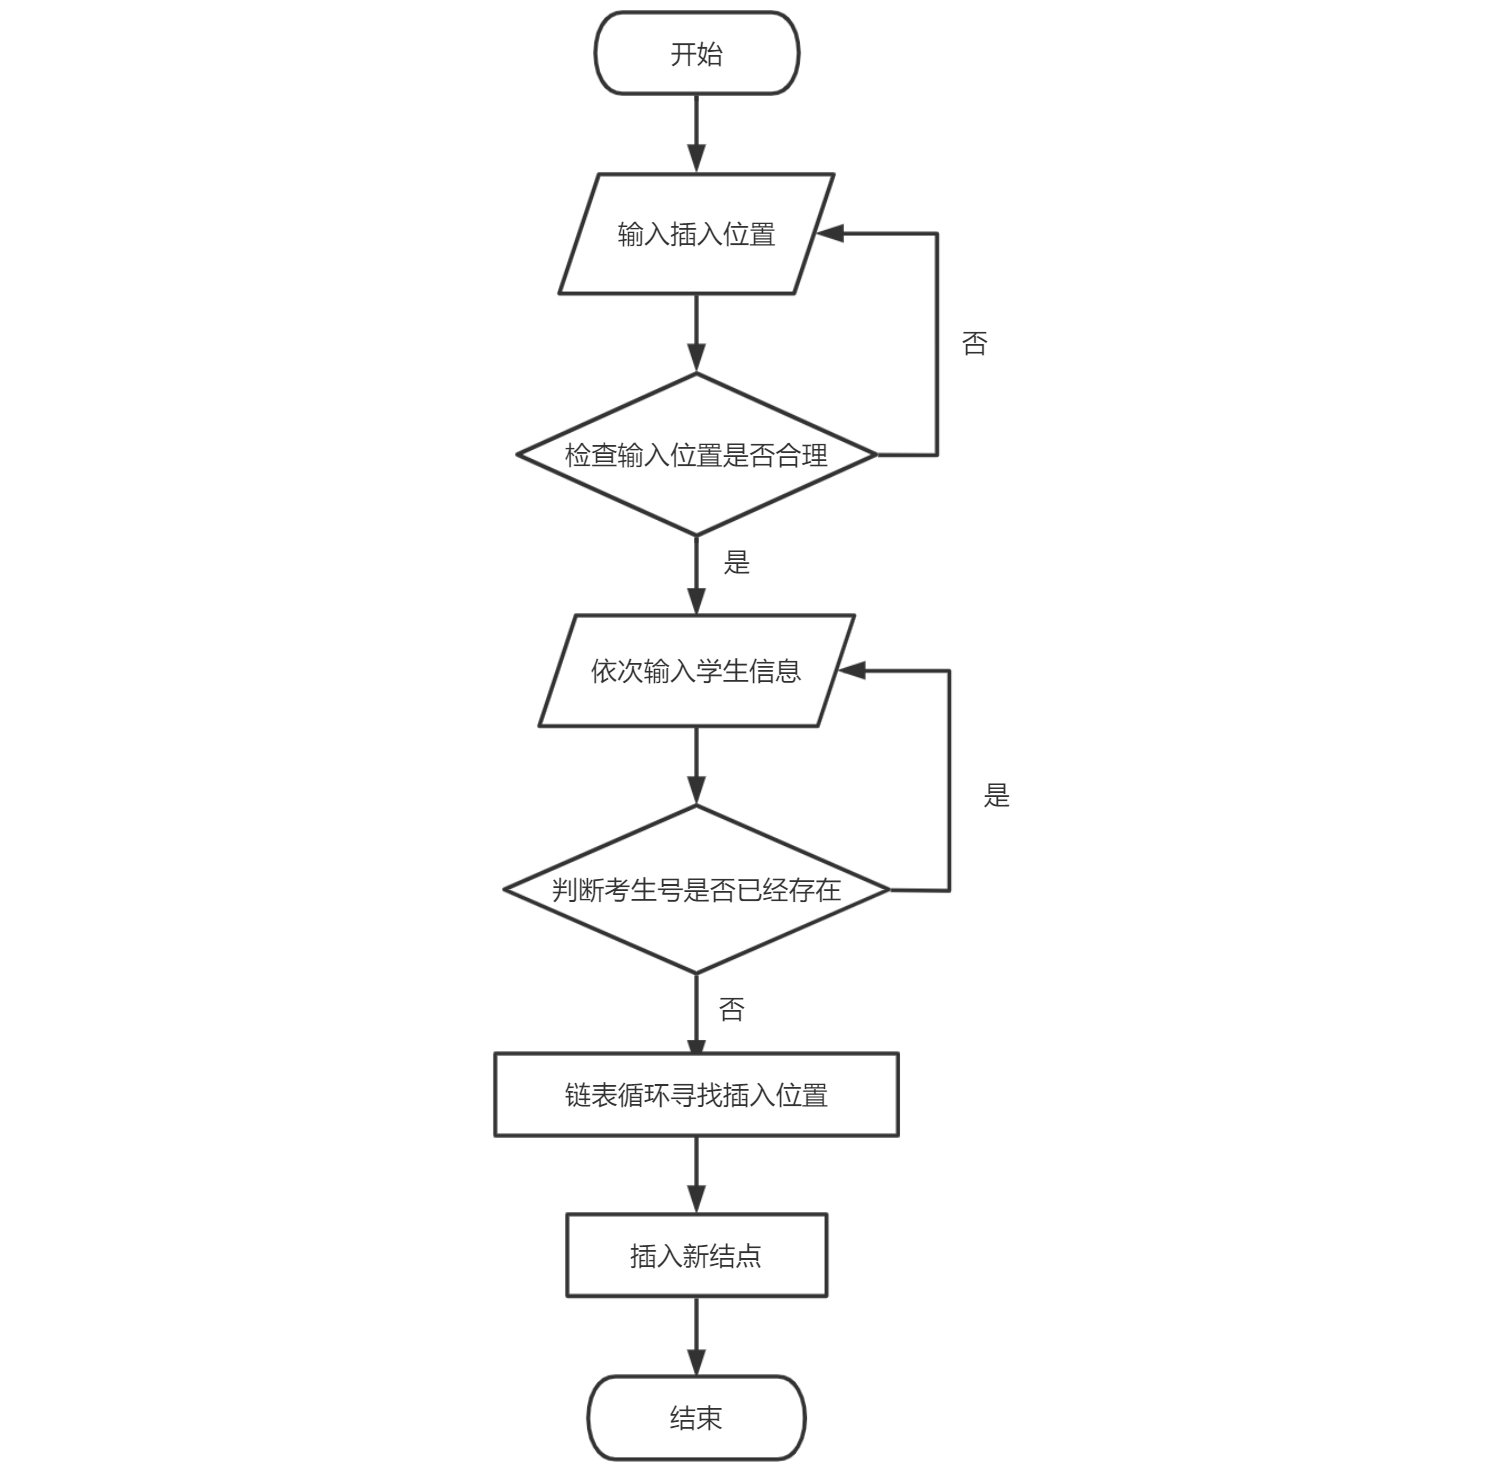 开始
输入插入位置
否
检查输入位置是否合理
是
依次输入学生信息
是
判断考生号是否已经存在
否
链表循环寻找插入位置
插入新结点
结束